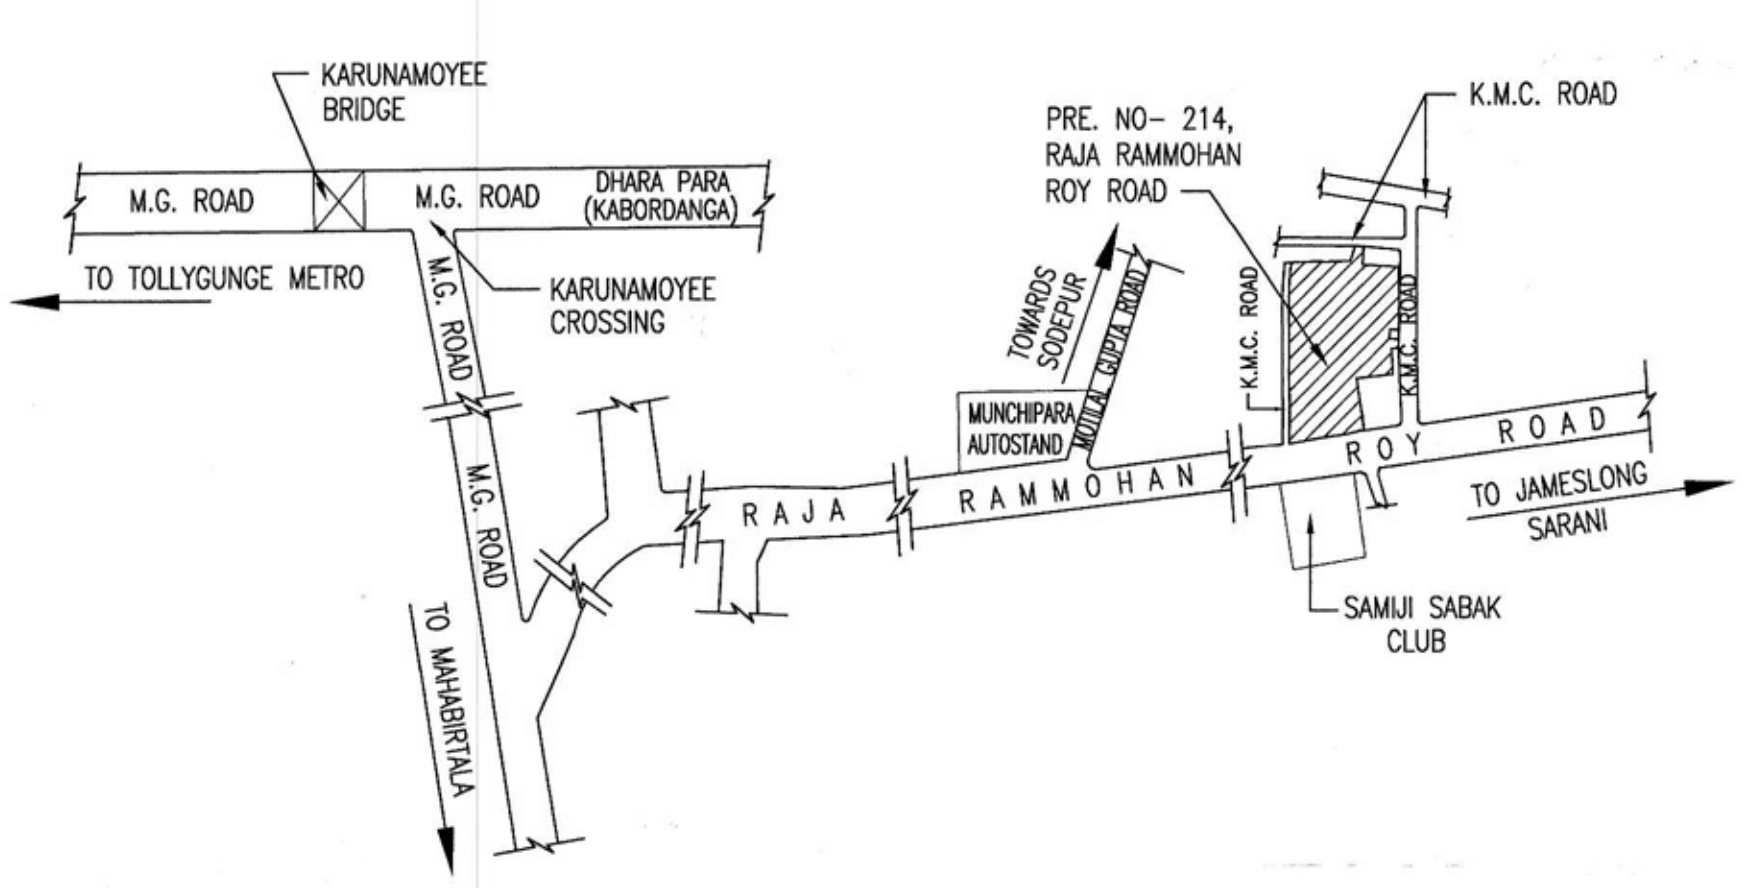 KARUNAMOYEE
BRIDGE
M.G. ROAD
M.G. ROAD
DHARA PARA
(KABORDANGA)
TO TOLLYGUNGE METRO
KARUNAMOYEE
CROSSING
M.G. ROAD
M.G. ROAD
TO MAHABIRTALA
PRE. NO- 214,
RAJA RAMMOHAN
ROY ROAD
K.M.C. ROAD
TOWARDS
SODEPUR
MOTILAL GUPTA ROAD
MUNCHIPARA
AUTOSTAND
K.M.C. ROAD
K.M.C. ROAD
RAJA RAMMOHAN ROY ROAD
TO JAMESLONG
SARANI
SAMIJI SABAK
CLUB